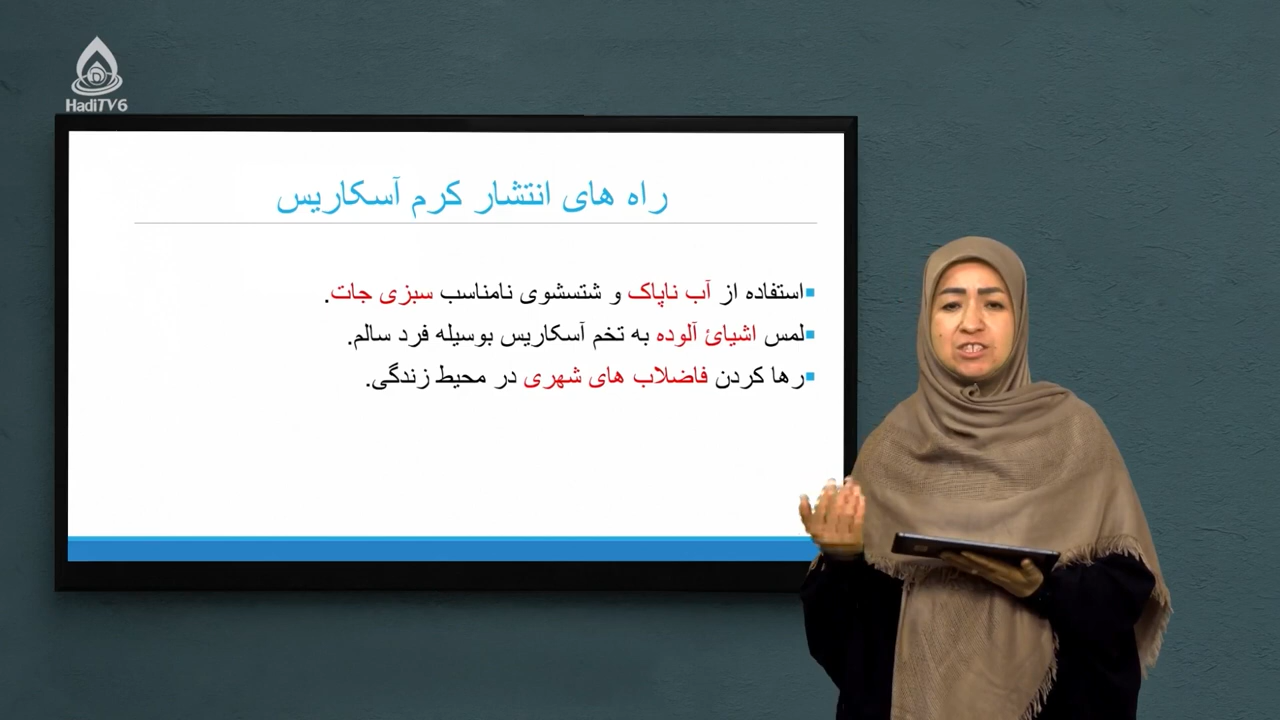 HadiTV6
راه های انتشار کرم آسکاریس
استفاده از آب ناپاک و شتسشوی نامناسب سبزی جات.
لمس اشیائ آلوده به تخم آسکاریس بوسیله فرد سالم.
رها کردن فاضلاب های شهری در محیط زندگی.